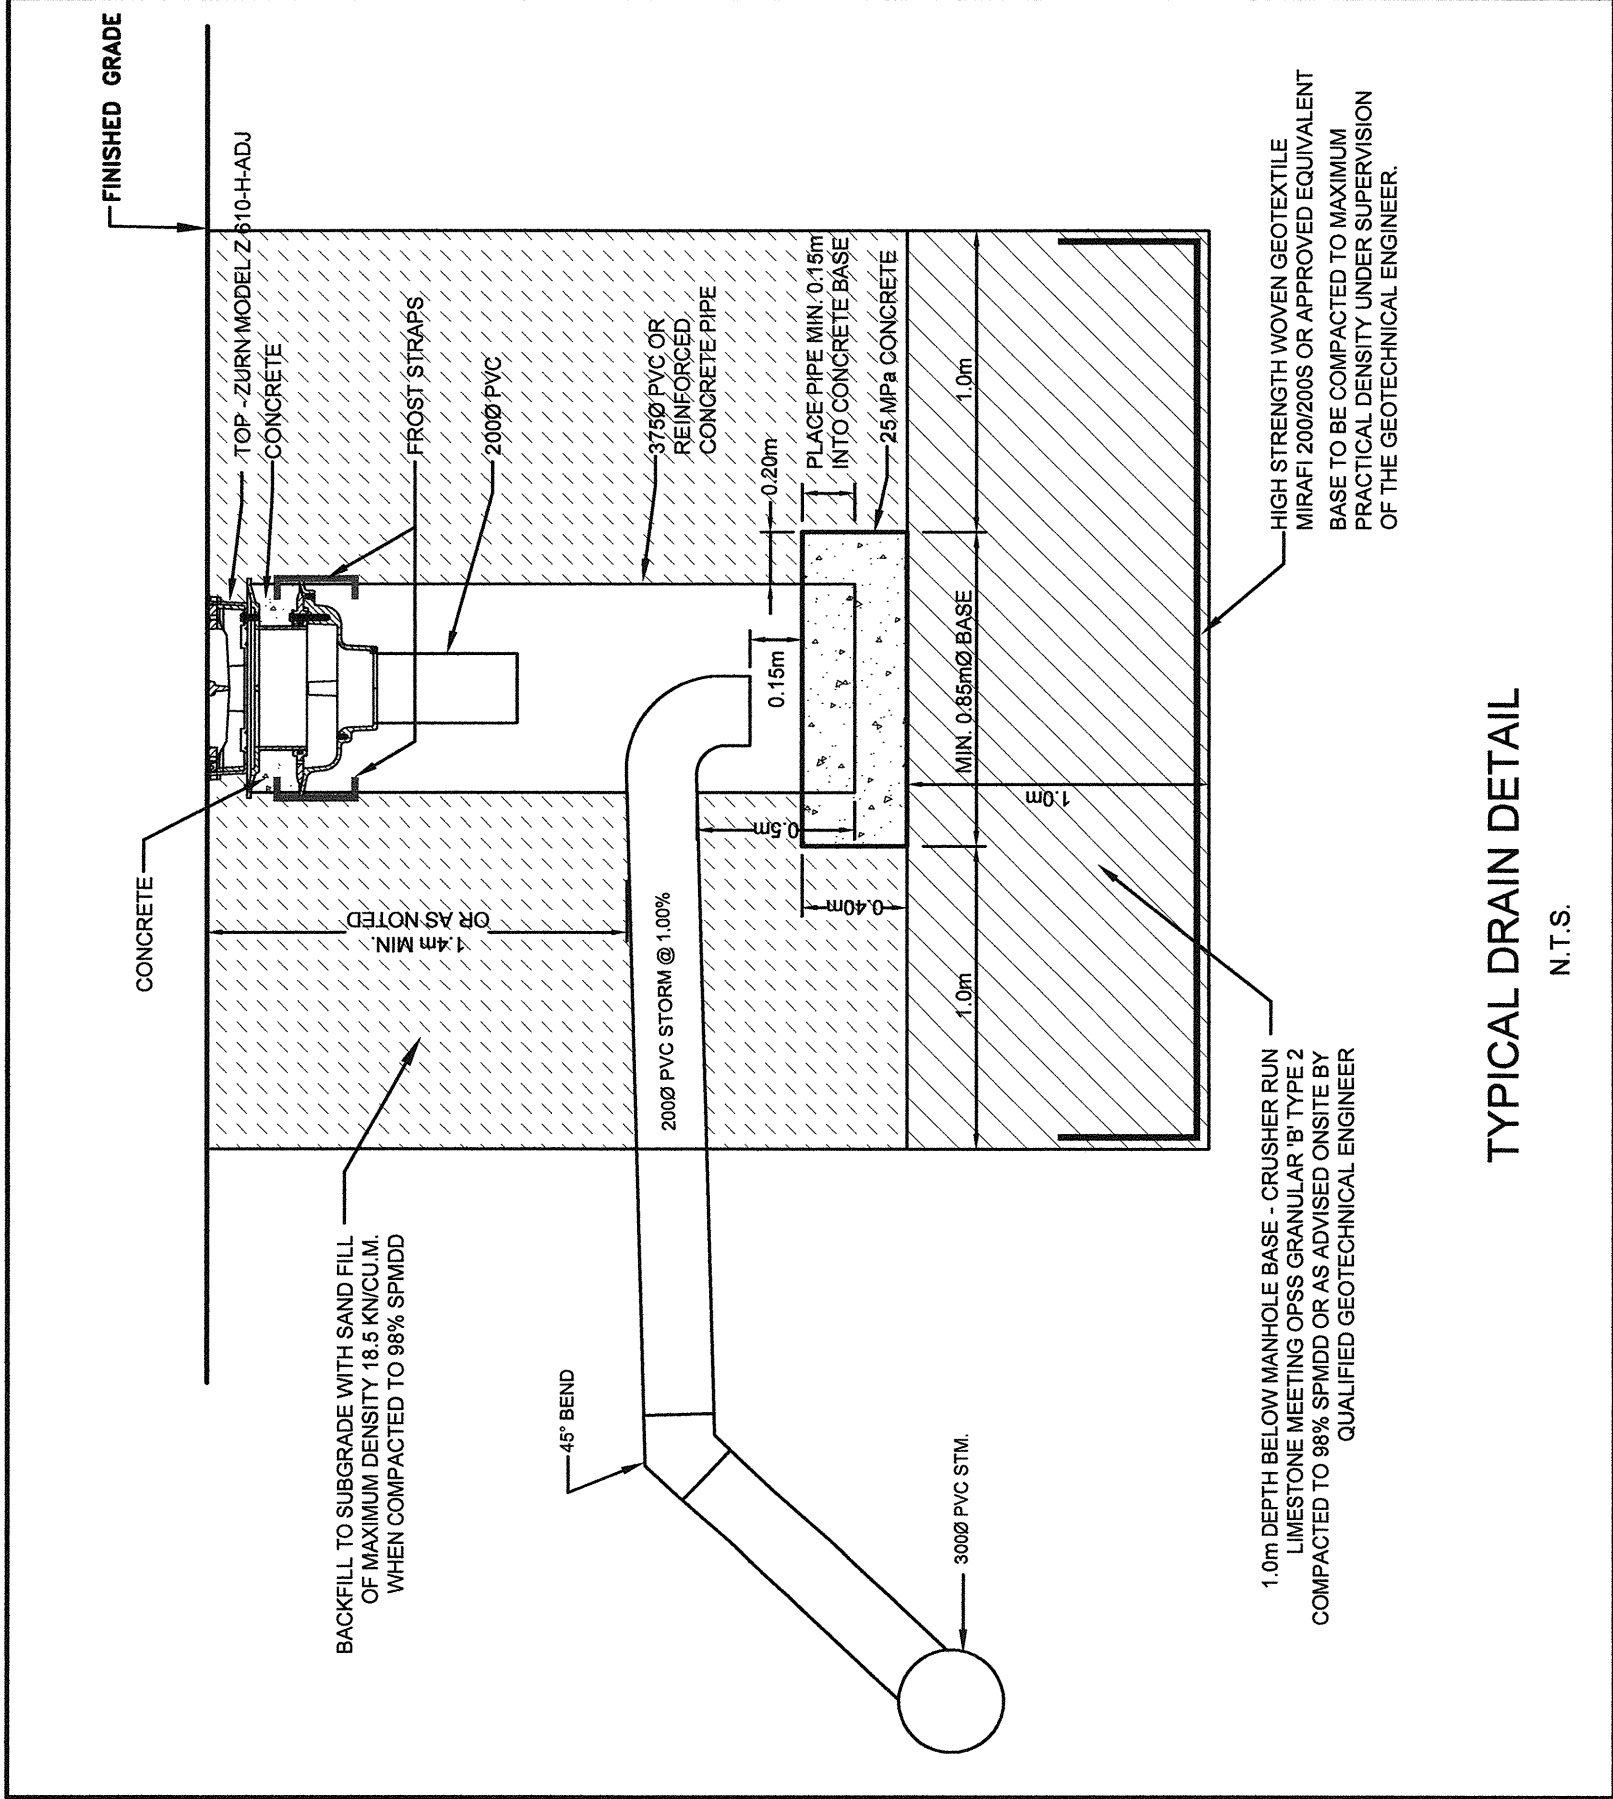 FINISHED GRADE
TOP - ZURN MODEL Z-610-H-ADJ
CONCRETE
CONCRETE
FROST STRAPS
200Ø PVC
375Ø PVC OR
REINFORCED
CONCRETE PIPE
1.4m MIN.
OR AS NOTED
BACKFILL TO SUBGRADE WITH SAND FILL
OF MAXIMUM DENSITY 18.5 KN/CU.M.
WHEN COMPACTED TO 98% SPMDD
45° BEND
200Ø PVC STORM @ 1.00%
0.15m
0.20m
PLACE PIPE MIN. 0.15m
INTO CONCRETE BASE
25 MPa CONCRETE
0.5m
0.40m
1.0m
MIN. 0.85mØ BASE
1.0m
1.0m
300Ø PVC STM.
1.0m DEPTH BELOW MANHOLE BASE - CRUSHER RUN
LIMESTONE MEETING OPSS GRANULAR 'B' TYPE 2
COMPACTED TO 98% SPMDD OR AS ADVISED ONSITE BY
QUALIFIED GEOTECHNICAL ENGINEER
HIGH STRENGTH WOVEN GEOTEXTILE
MIRAFI 200/200S OR APPROVED EQUIVALENT
BASE TO BE COMPACTED TO MAXIMUM
PRACTICAL DENSITY UNDER SUPERVISION
OF THE GEOTECHNICAL ENGINEER.
TYPICAL DRAIN DETAIL
N.T.S.